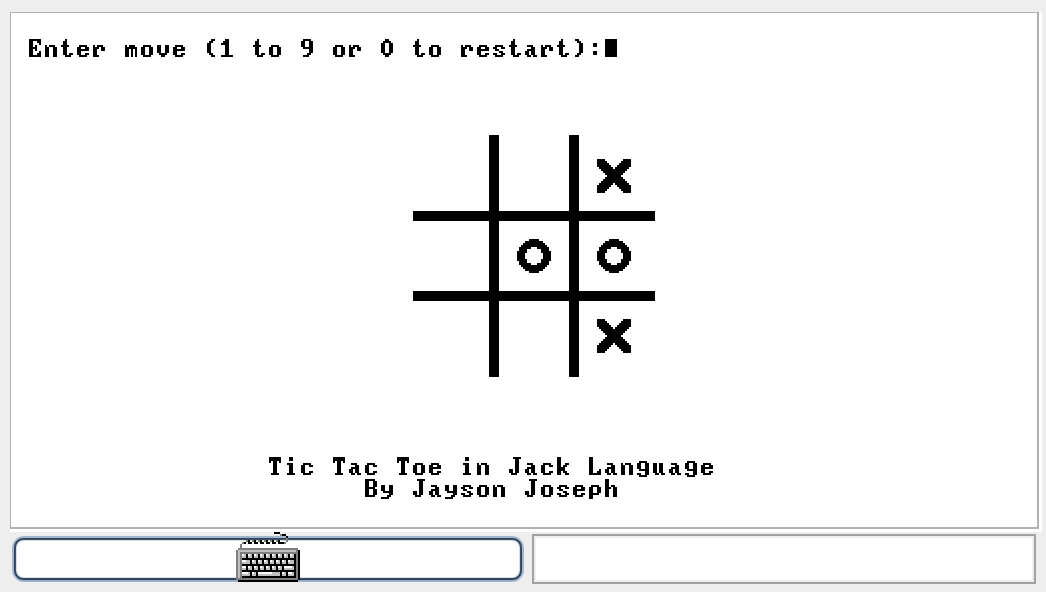 Enter move (1 to 9 or 0 to restart):
Tic Tac Toe in Jack Language
By Jayson Joseph